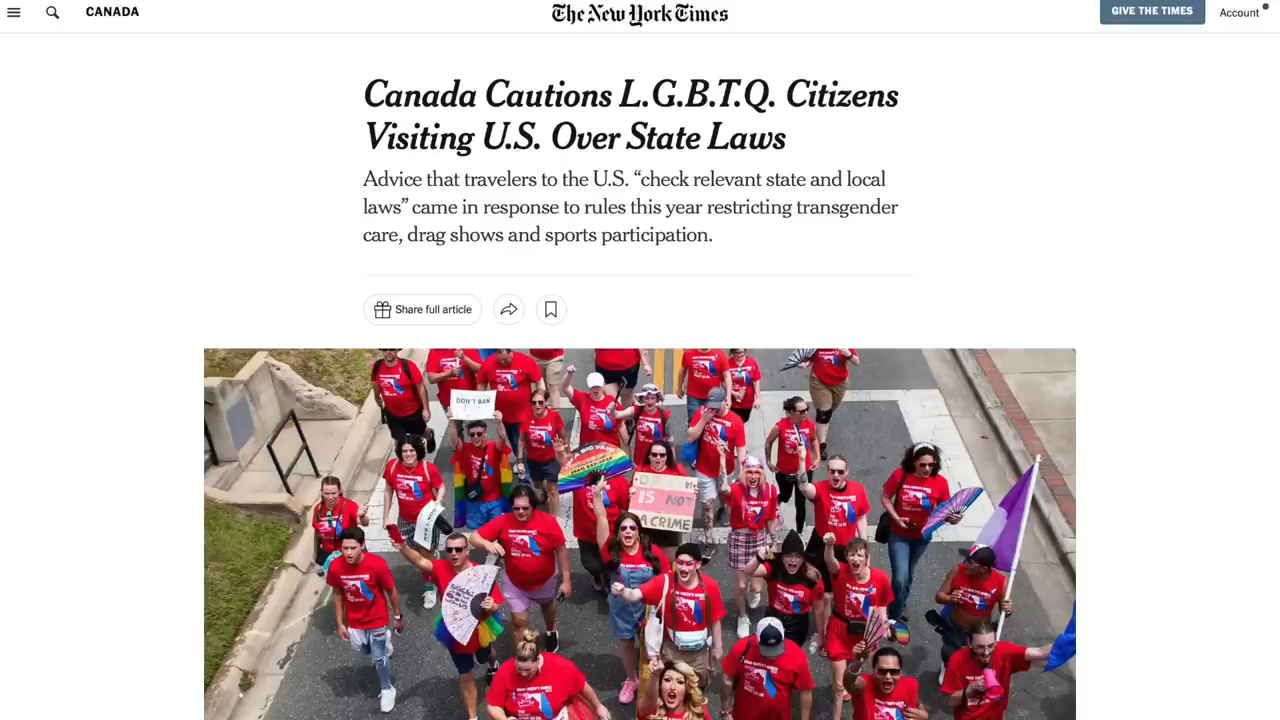 CANADA
The New York Times
GIVE THE TIMES
Account
Canada Cautions L.G.B.T.Q. Citizens
Visiting U.S. Over State Laws
Advice that travelers to the U.S. “check relevant state and local
laws” came in response to rules this year restricting transgender
care, drag shows and sports participation.
Share full article
DON'T BAN
IS NOT
A CRIME